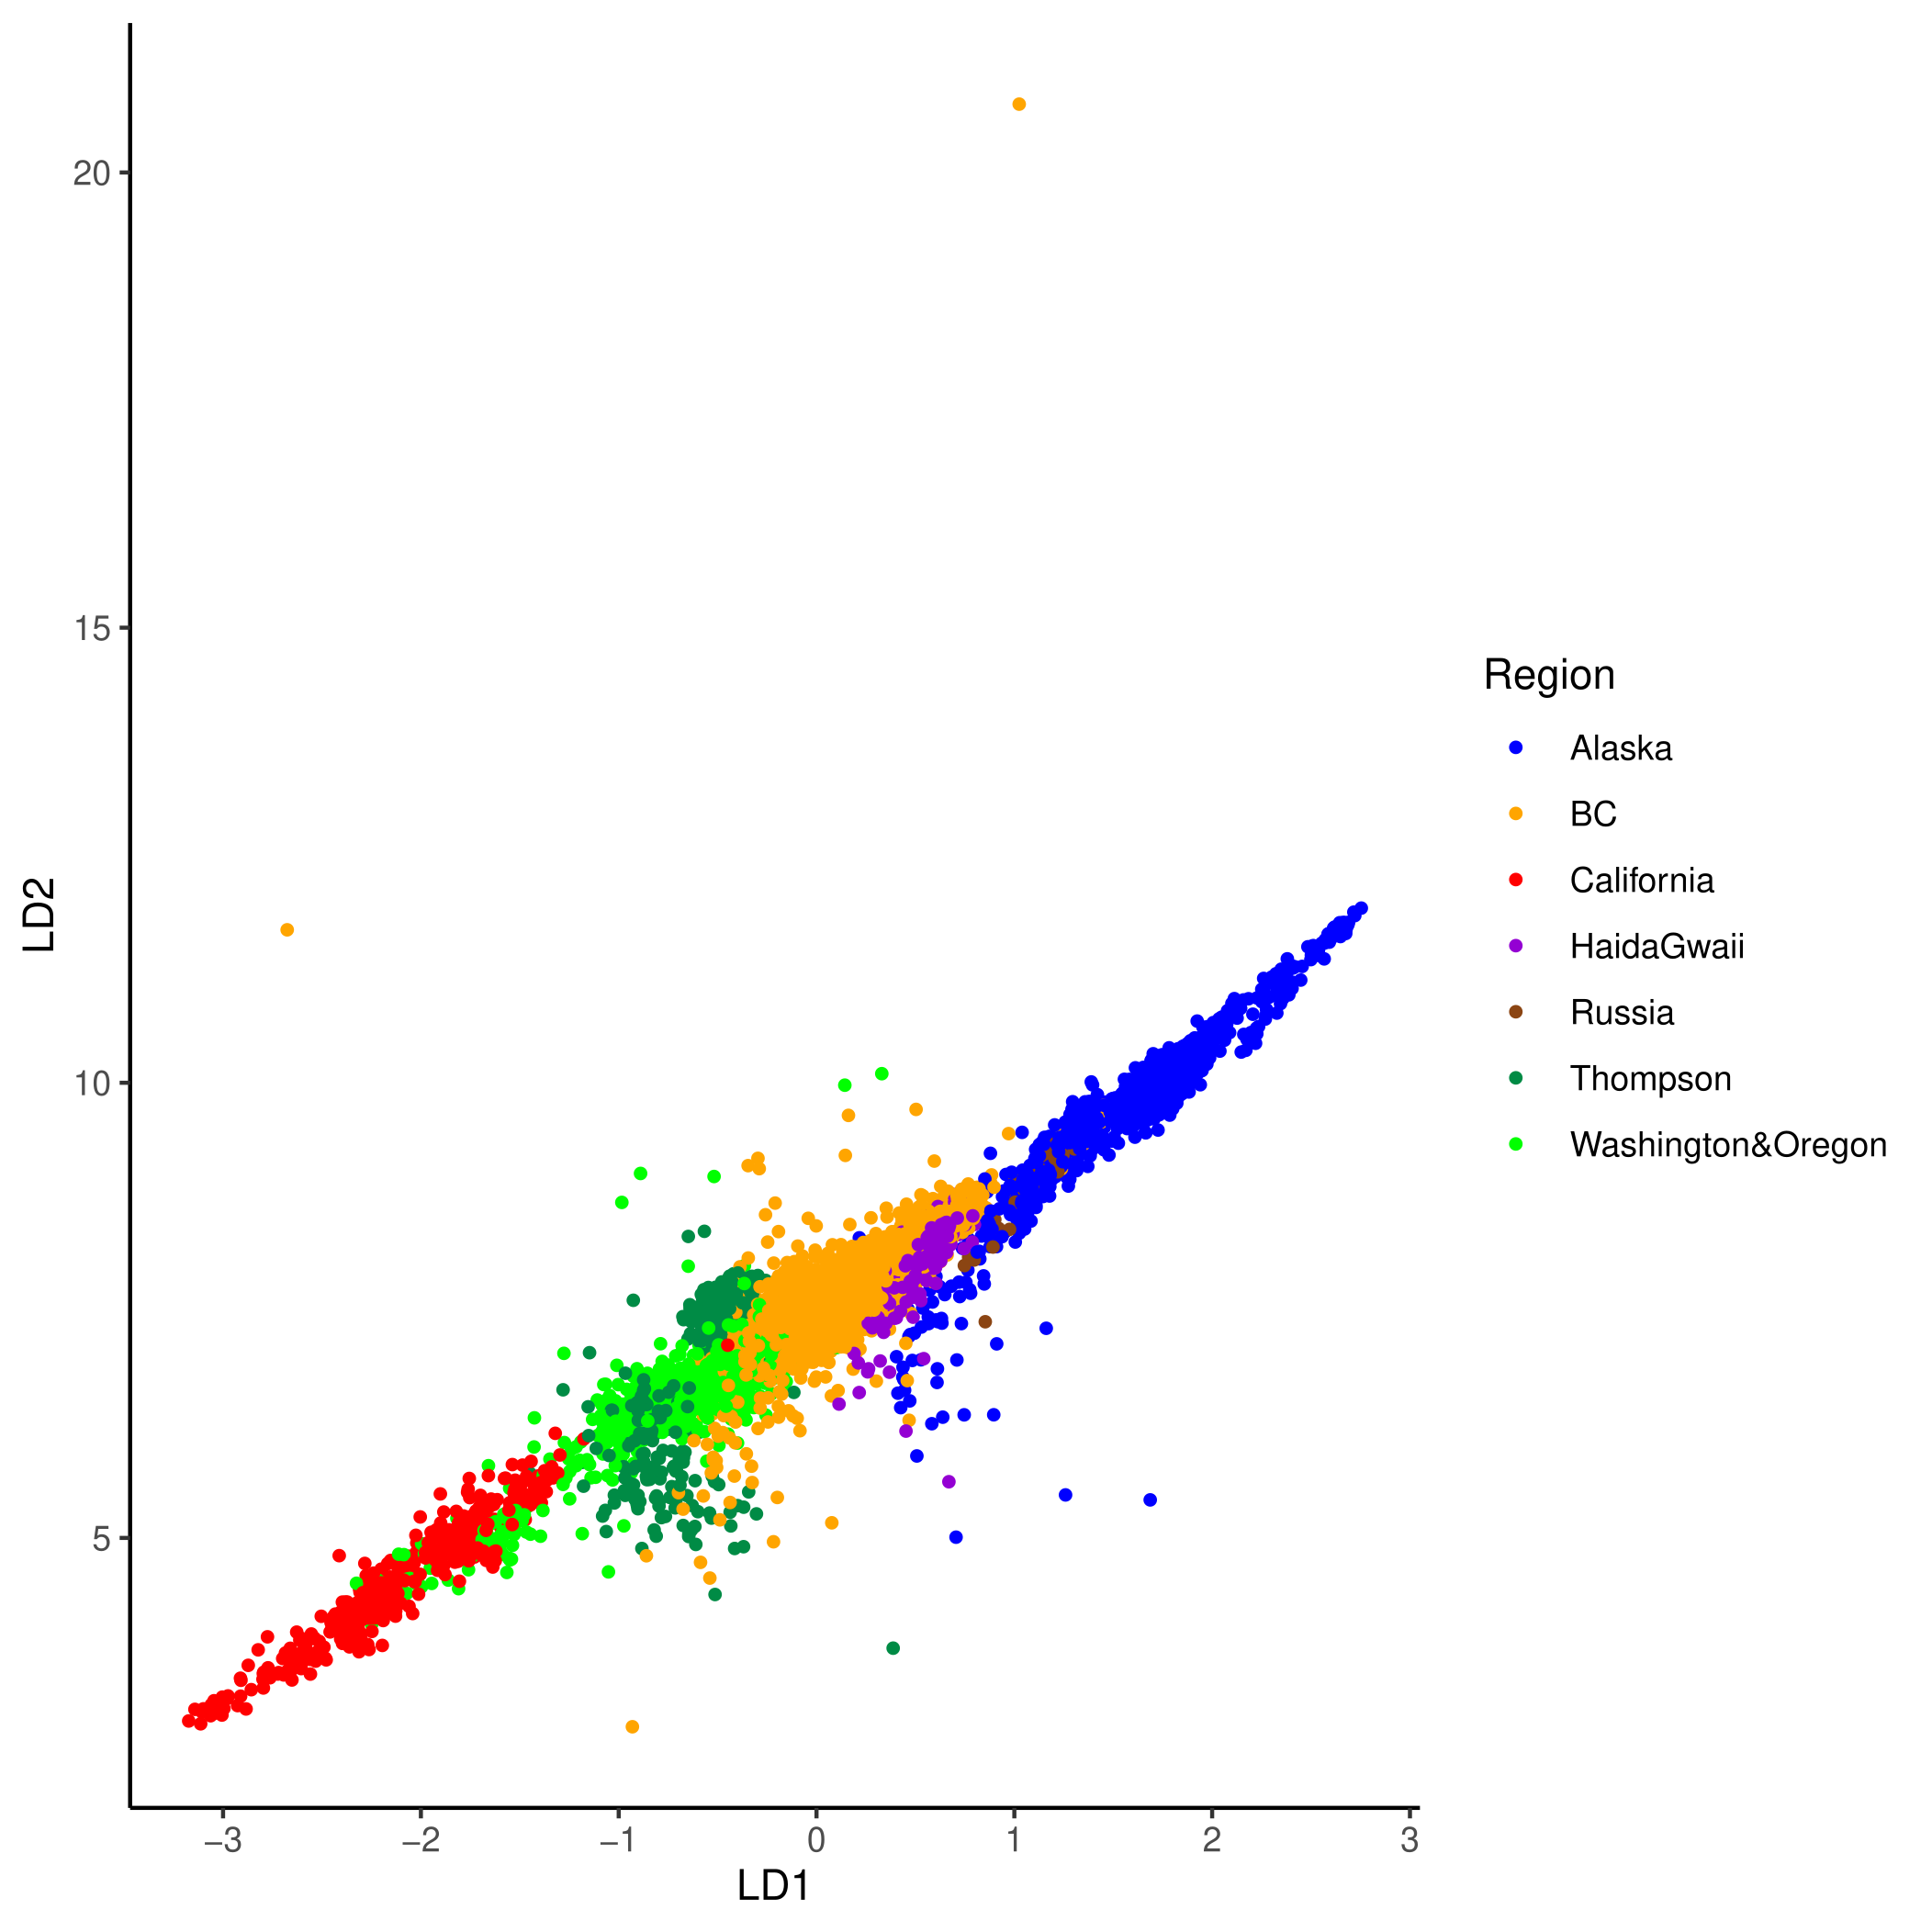 20
15
10
5
LD2
−3 −2 −1 0 1 2 3
LD1
Region
Alaska
BC
California
HaidaGwaii
Russia
Thompson
Washington&Oregon